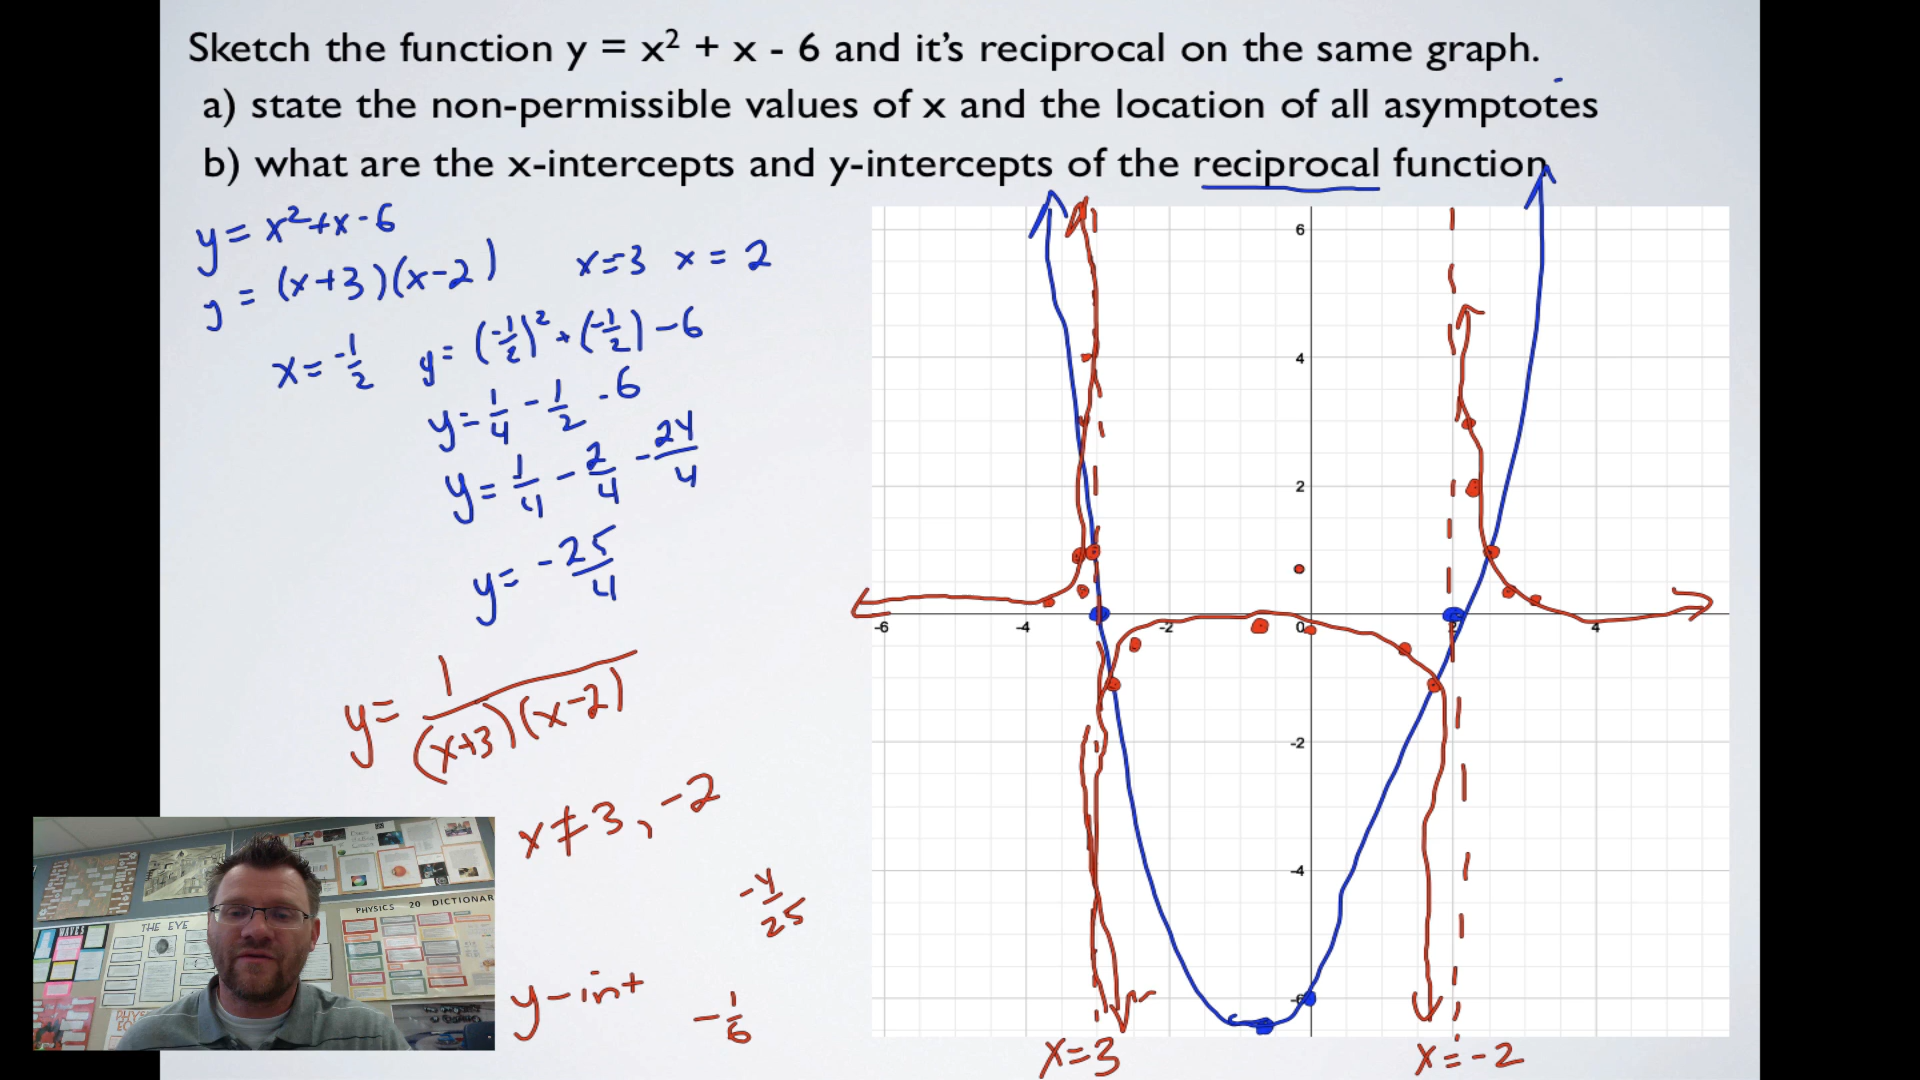 Sketch the function y = x² + x - 6 and it’s reciprocal on the same graph.
a) state the non-permissible values of x and the location of all asymptotes
b) what are the x-intercepts and y-intercepts of the reciprocal function
y = x²+x-6
y = (x+3)(x-2) x=3 x = 2
x = -1/2 y = (-1/2)² + (-1/2) - 6
y = 1/4 - 1/2 - 6
y = 1/4 - 2/4 - 24/4
y = -25/4
y = 1/(x+3)(x-2)
x ≠ 3, -2
-4/25
y-int -1/6
6
4
2
-6 -4 -2 0 2 4
-2
-4
-6
x=3 x=-2
PHYSICS 20 DICTIONAR
THE EYE
WAVES